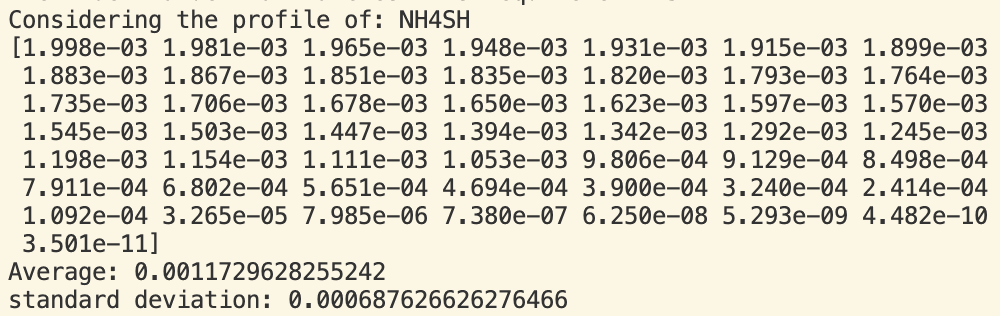 Considering the profile of: NH4SH
[1.998e-03 1.981e-03 1.965e-03 1.948e-03 1.931e-03 1.915e-03 1.899e-03
1.883e-03 1.867e-03 1.851e-03 1.835e-03 1.820e-03 1.793e-03 1.764e-03
1.735e-03 1.706e-03 1.678e-03 1.650e-03 1.623e-03 1.597e-03 1.570e-03
1.545e-03 1.503e-03 1.447e-03 1.394e-03 1.342e-03 1.292e-03 1.245e-03
1.198e-03 1.154e-03 1.111e-03 1.053e-03 9.806e-04 9.129e-04 8.498e-04
7.911e-04 6.802e-04 5.651e-04 4.694e-04 3.900e-04 3.240e-04 2.414e-04
1.092e-04 3.265e-05 7.985e-06 7.380e-07 6.250e-08 5.293e-09 4.482e-10
3.501e-11]
Average: 0.0011729628255242
standard deviation: 0.000687626626276466